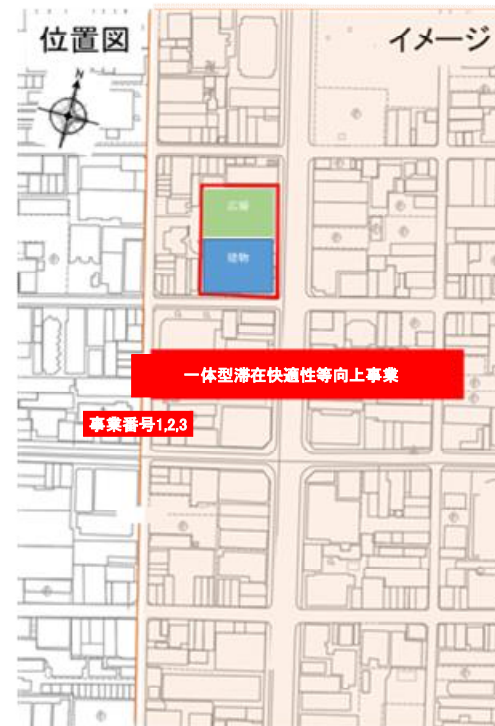 位置図
イメージ
N
広場
建物
一体型滞在快適性等向上事業
事業番号1,2,3